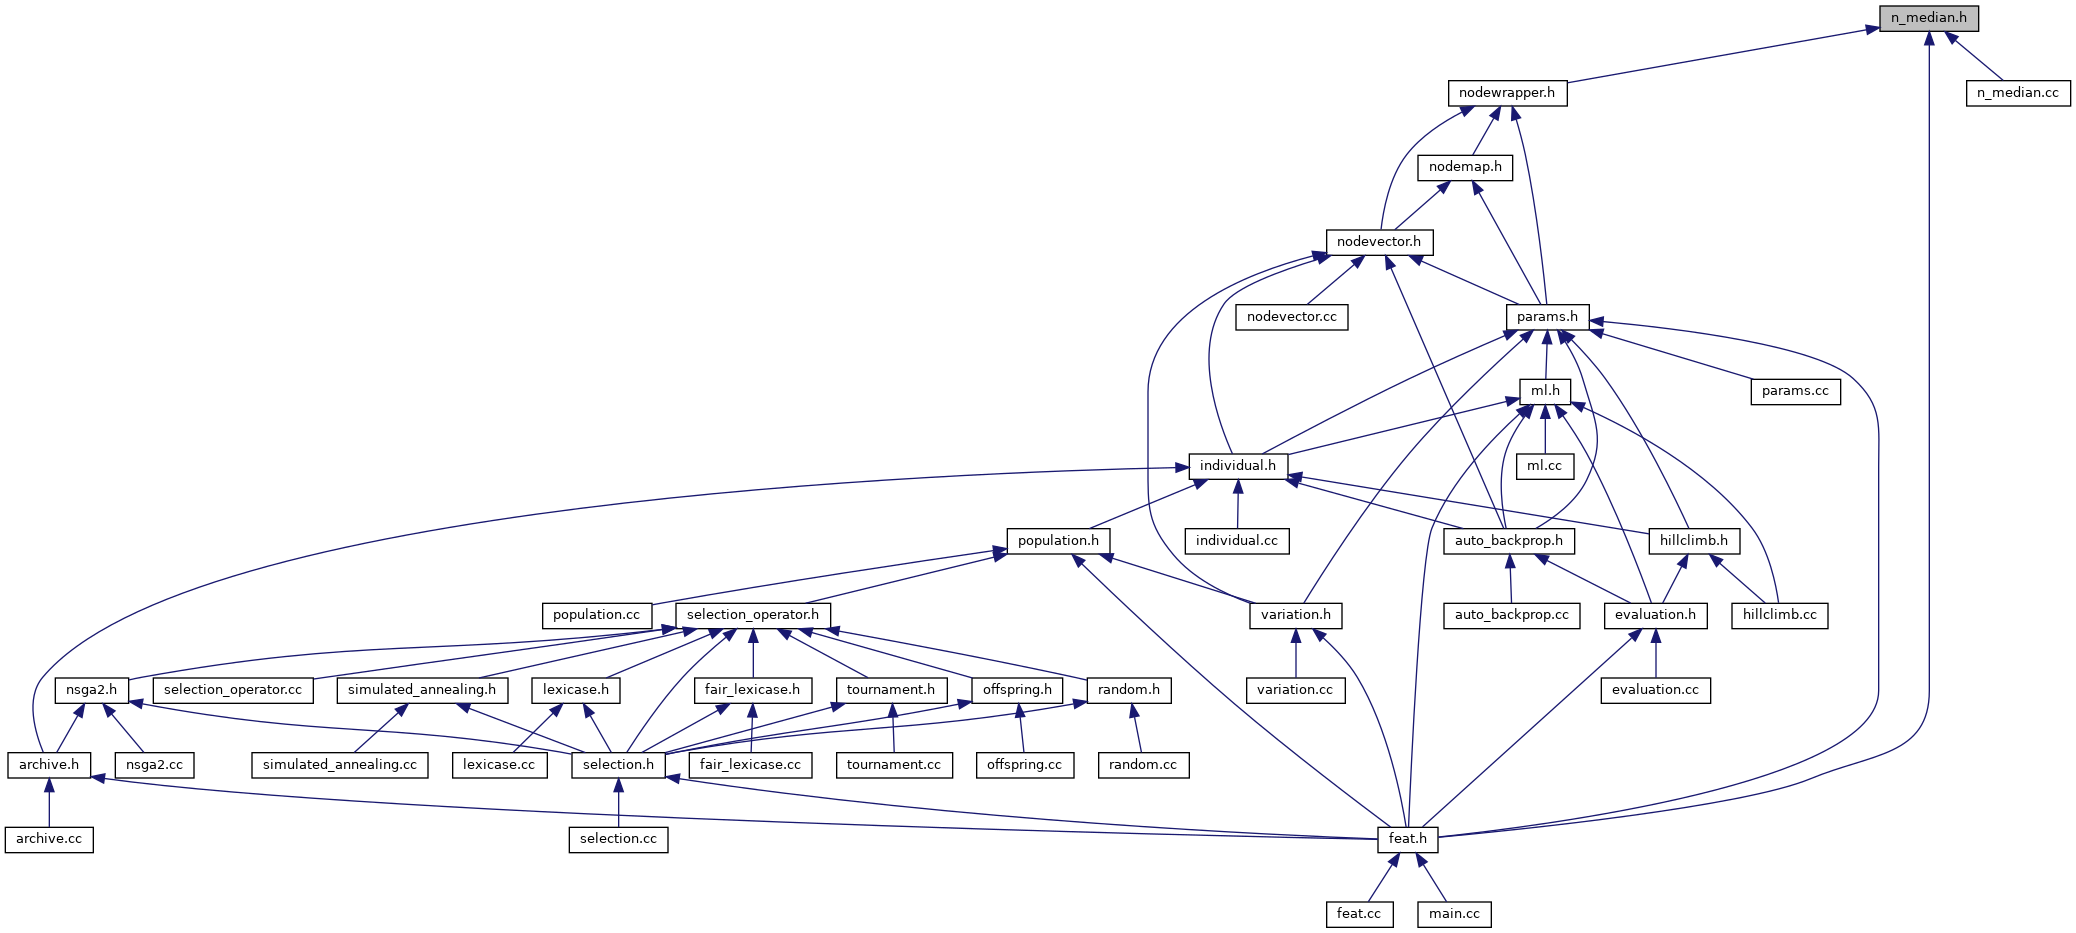 n_median.h
nodewrapper.h
n_median.cc
nodemap.h
nodevector.h
nodevector.cc
params.h
ml.h
params.cc
individual.h
ml.cc
population.h
individual.cc
auto_backprop.h
hillclimb.h
population.cc
selection_operator.h
variation.h
auto_backprop.cc
evaluation.h
hillclimb.cc
nsga2.h
selection_operator.cc
simulated_annealing.h
lexicase.h
fair_lexicase.h
tournament.h
offspring.h
random.h
variation.cc
evaluation.cc
archive.h
nsga2.cc
simulated_annealing.cc
lexicase.cc
selection.h
fair_lexicase.cc
tournament.cc
offspring.cc
random.cc
archive.cc
selection.cc
feat.h
feat.cc
main.cc